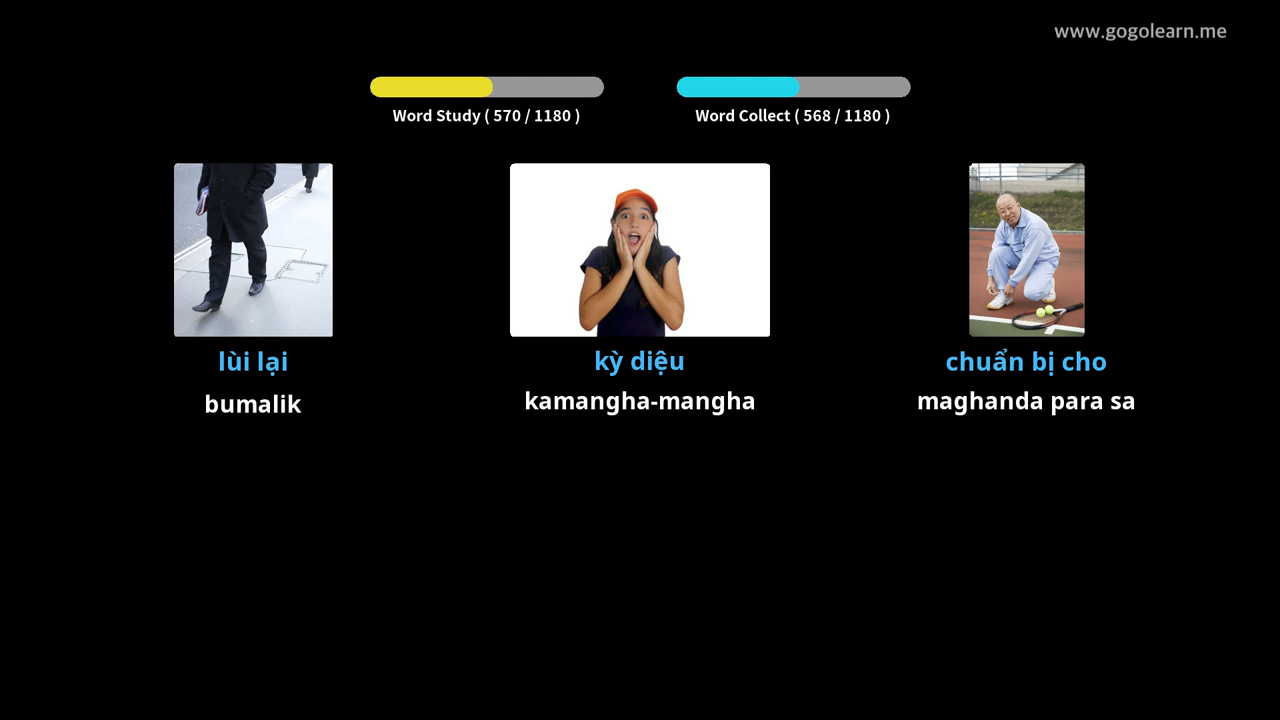 www.gogolearn.me
Word Study ( 570 / 1180 )
Word Collect ( 568 / 1180 )
lùi lại
kỳ diệu
chuẩn bị cho
bumalik
kamangha-mangha
maghanda para sa